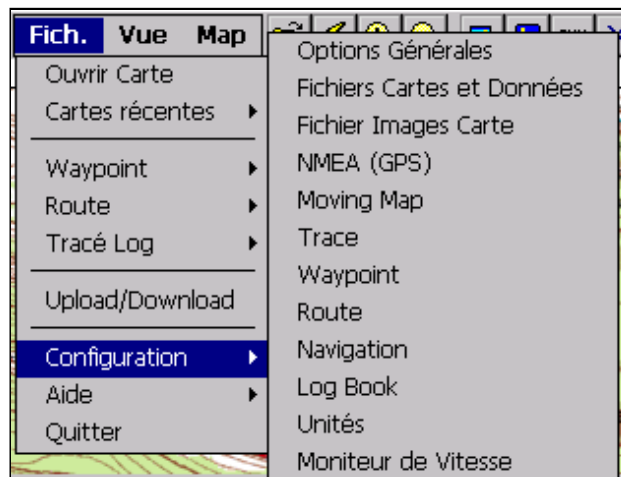 Fich. Vue Map
Ouvrir Carte
Cartes récentes
Waypoint
Route
Tracé Log
Upload/Download
Configuration
Aide
Quitter
Options Générales
Fichiers Cartes et Données
Fichier Images Carte
NMEA (GPS)
Moving Map
Trace
Waypoint
Route
Navigation
Log Book
Unités
Moniteur de Vitesse